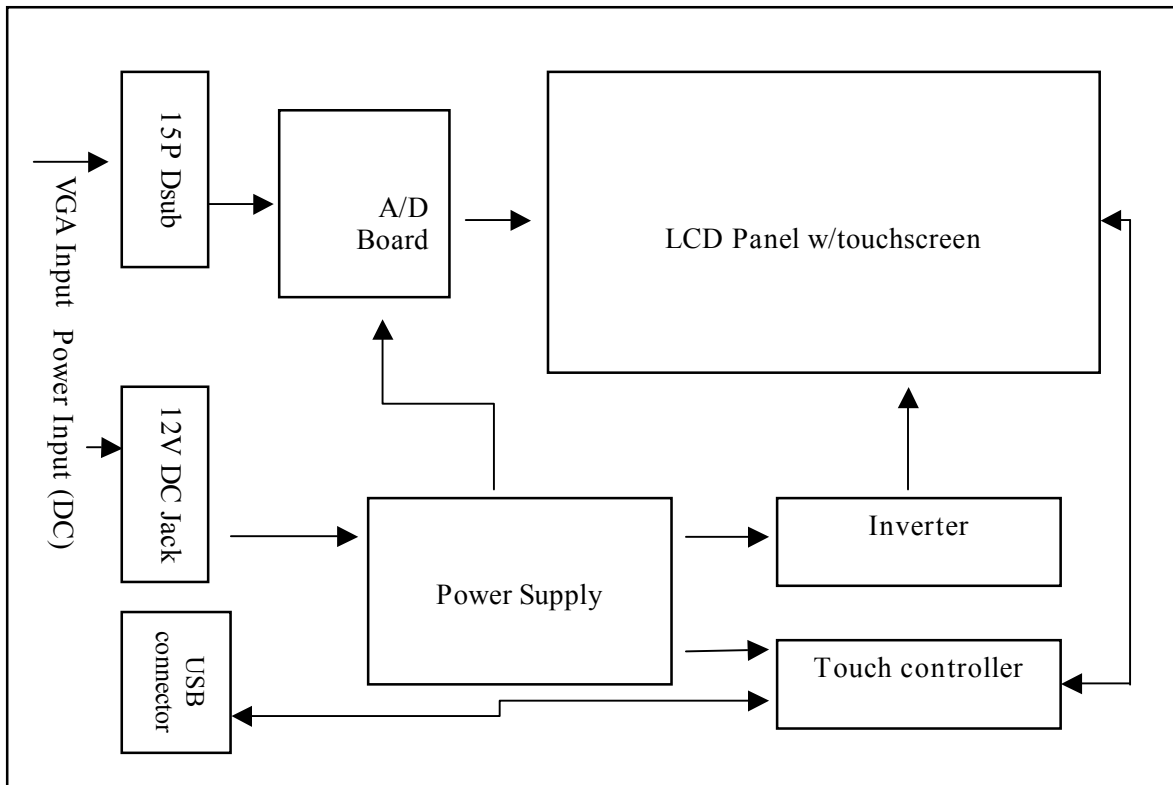 VGA Input
Power Input (DC)
15P Dsub
A/D
Board
LCD Panel w/touchscreen
12V DC Jack
Power Supply
Inverter
USB
connector
Touch controller